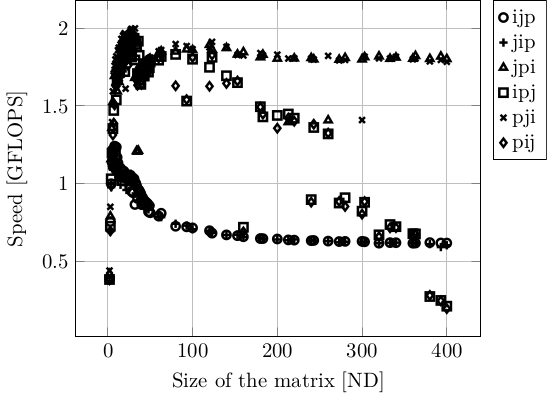 2
1.5
1
0.5
0
100
200
300
400
Speed [GFLOPS]
Size of the matrix [ND]
ijp
jip
jpi
ipj
pji
pij